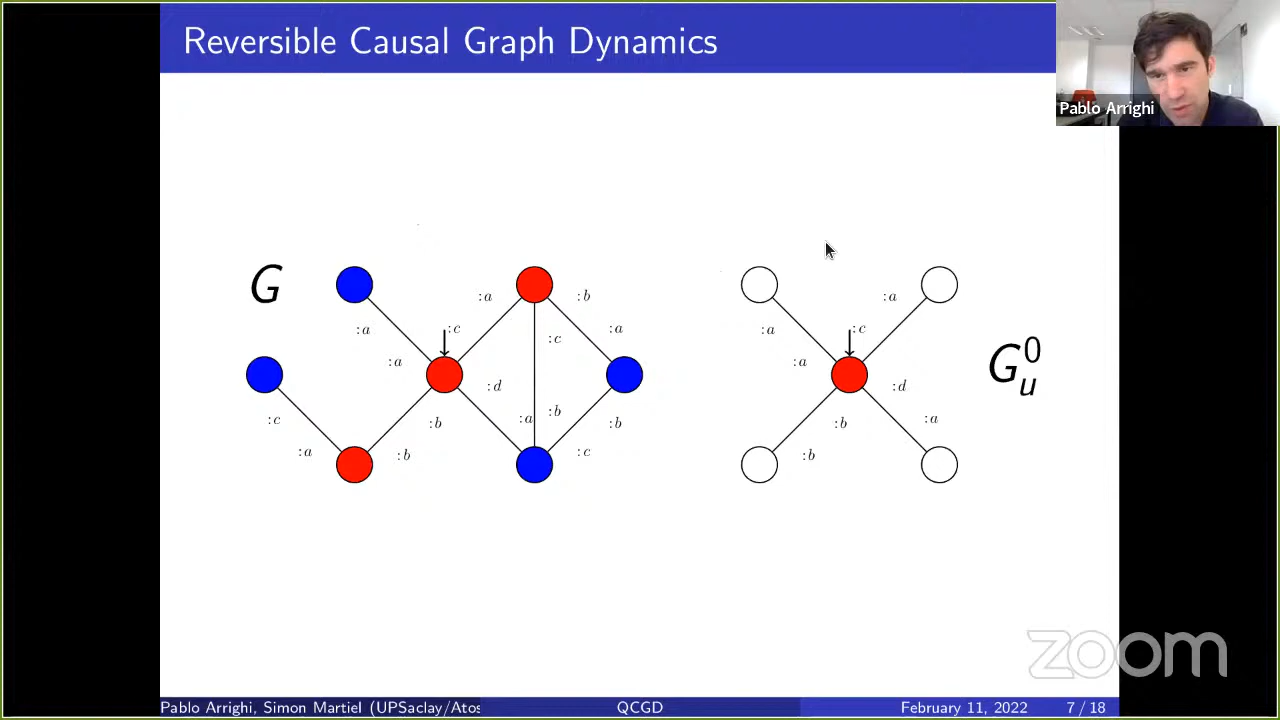 Reversible Causal Graph Dynamics
Pablo Arrighi
G
:a
:b
:a
:c
:a
:c
:a
:a
:a
:c
:d
:a
:b
:b
:b
:a
:b
:c
:a
:c
:a
:a
:d
:a
:b
:b
G⁰ᵤ
zoom
Pablo Arrighi, Simon Martiel (UPSaclay/Atos
QCGD
February 11, 2022
7 / 18